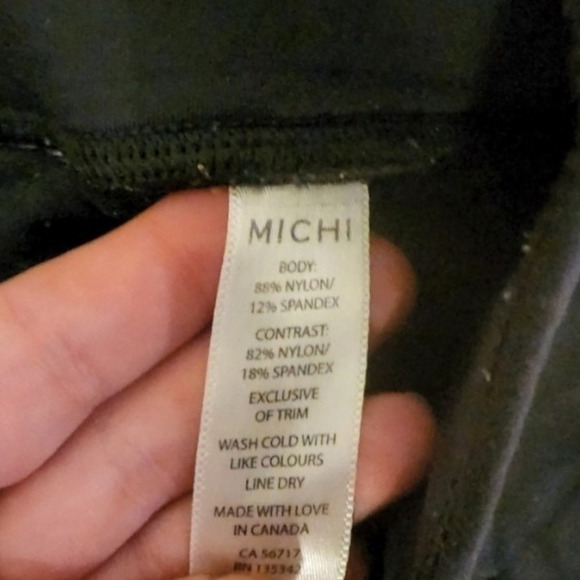 MICHI
BODY:
88% NYLON/
12% SPANDEX
CONTRAST:
82% NYLON/
18% SPANDEX
EXCLUSIVE
OF TRIM
WASH COLD WITH
LIKE COLOURS
LINE DRY
MADE WITH LOVE
IN CANADA
CA 56717
BN